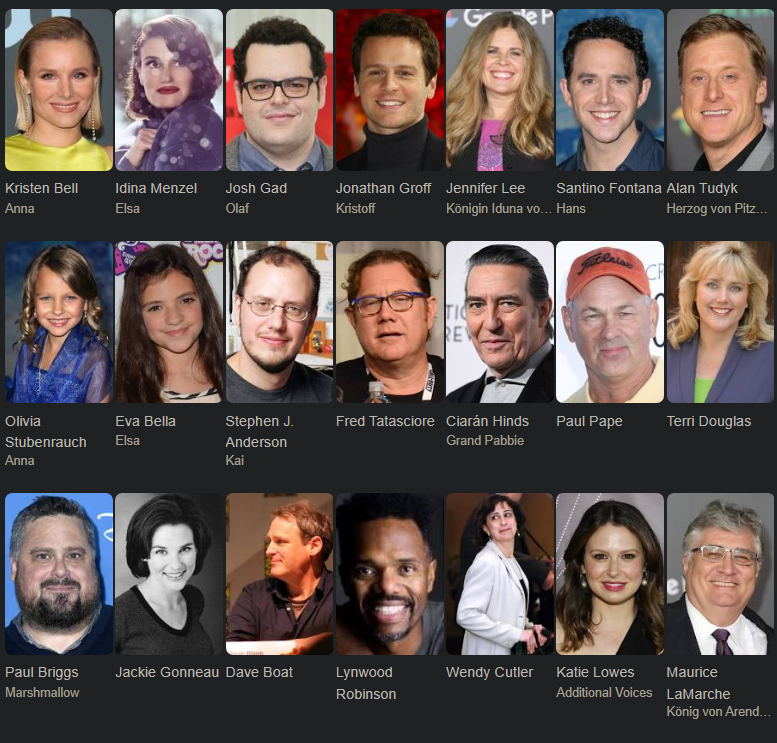 Google P
Kristen Bell
Idina Menzel
Josh Gad
Jonathan Groff
Jennifer Lee
Santino Fontana
Alan Tudyk
Anna
Elsa
Olaf
Kristoff
Königin Iduna vo...
Hans
Herzog von Pitz...
Olivia
Stubenrauch
Eva Bella
Stephen J.
Anderson
Fred Tatasciore
Ciarán Hinds
Paul Pape
Terri Douglas
Anna
Elsa
Kai
Grand Pabbie
Paul Briggs
Jackie Gonneau
Dave Boat
Lynwood
Robinson
Wendy Cutler
Katie Lowes
Maurice
LaMarche
Marshmallow
Additional Voices
König von Arend...